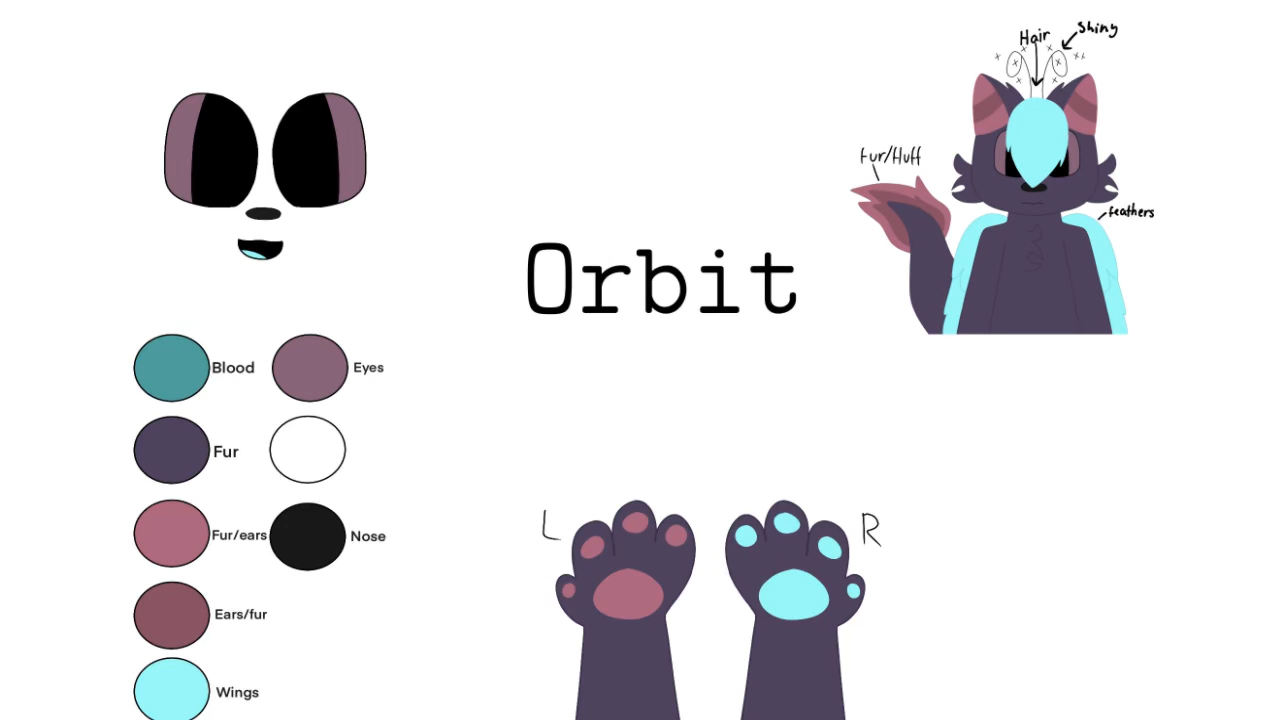 Hair
Shiny
Fur/fluff
feathers
Orbit
Blood
Eyes
Fur
Fur/ears
Nose
Ears/fur
Wings
L
R